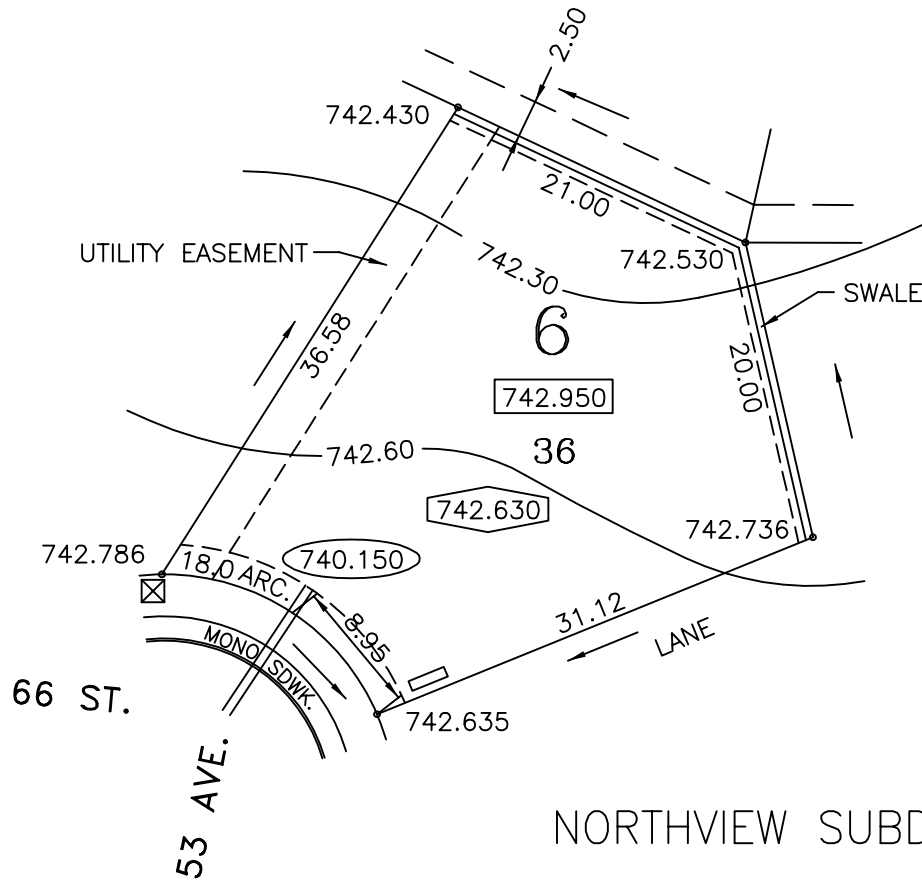 2.50
742.430
21.00
UTILITY EASEMENT
742.30
742.530
SWALE
6
36.58
20.00
742.950
36
742.60
742.630
742.736
742.786
740.150
18.0 ARC.
8.95
31.12
LANE
MONO SDWK.
66 ST.
742.635
53 AVE.
NORTHVIEW SUBD